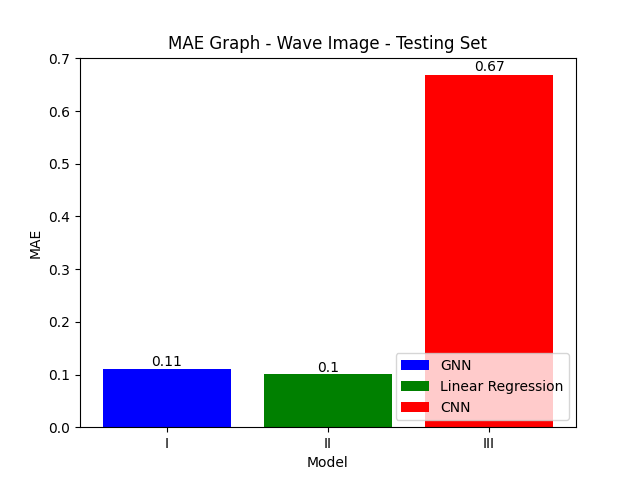 MAE Graph - Wave Image - Testing Set
0.7
0.6
0.5
0.4
0.3
0.2
0.1
0.0
MAE
0.11
0.1
0.67
GNN
Linear Regression
CNN
I
II
III
Model